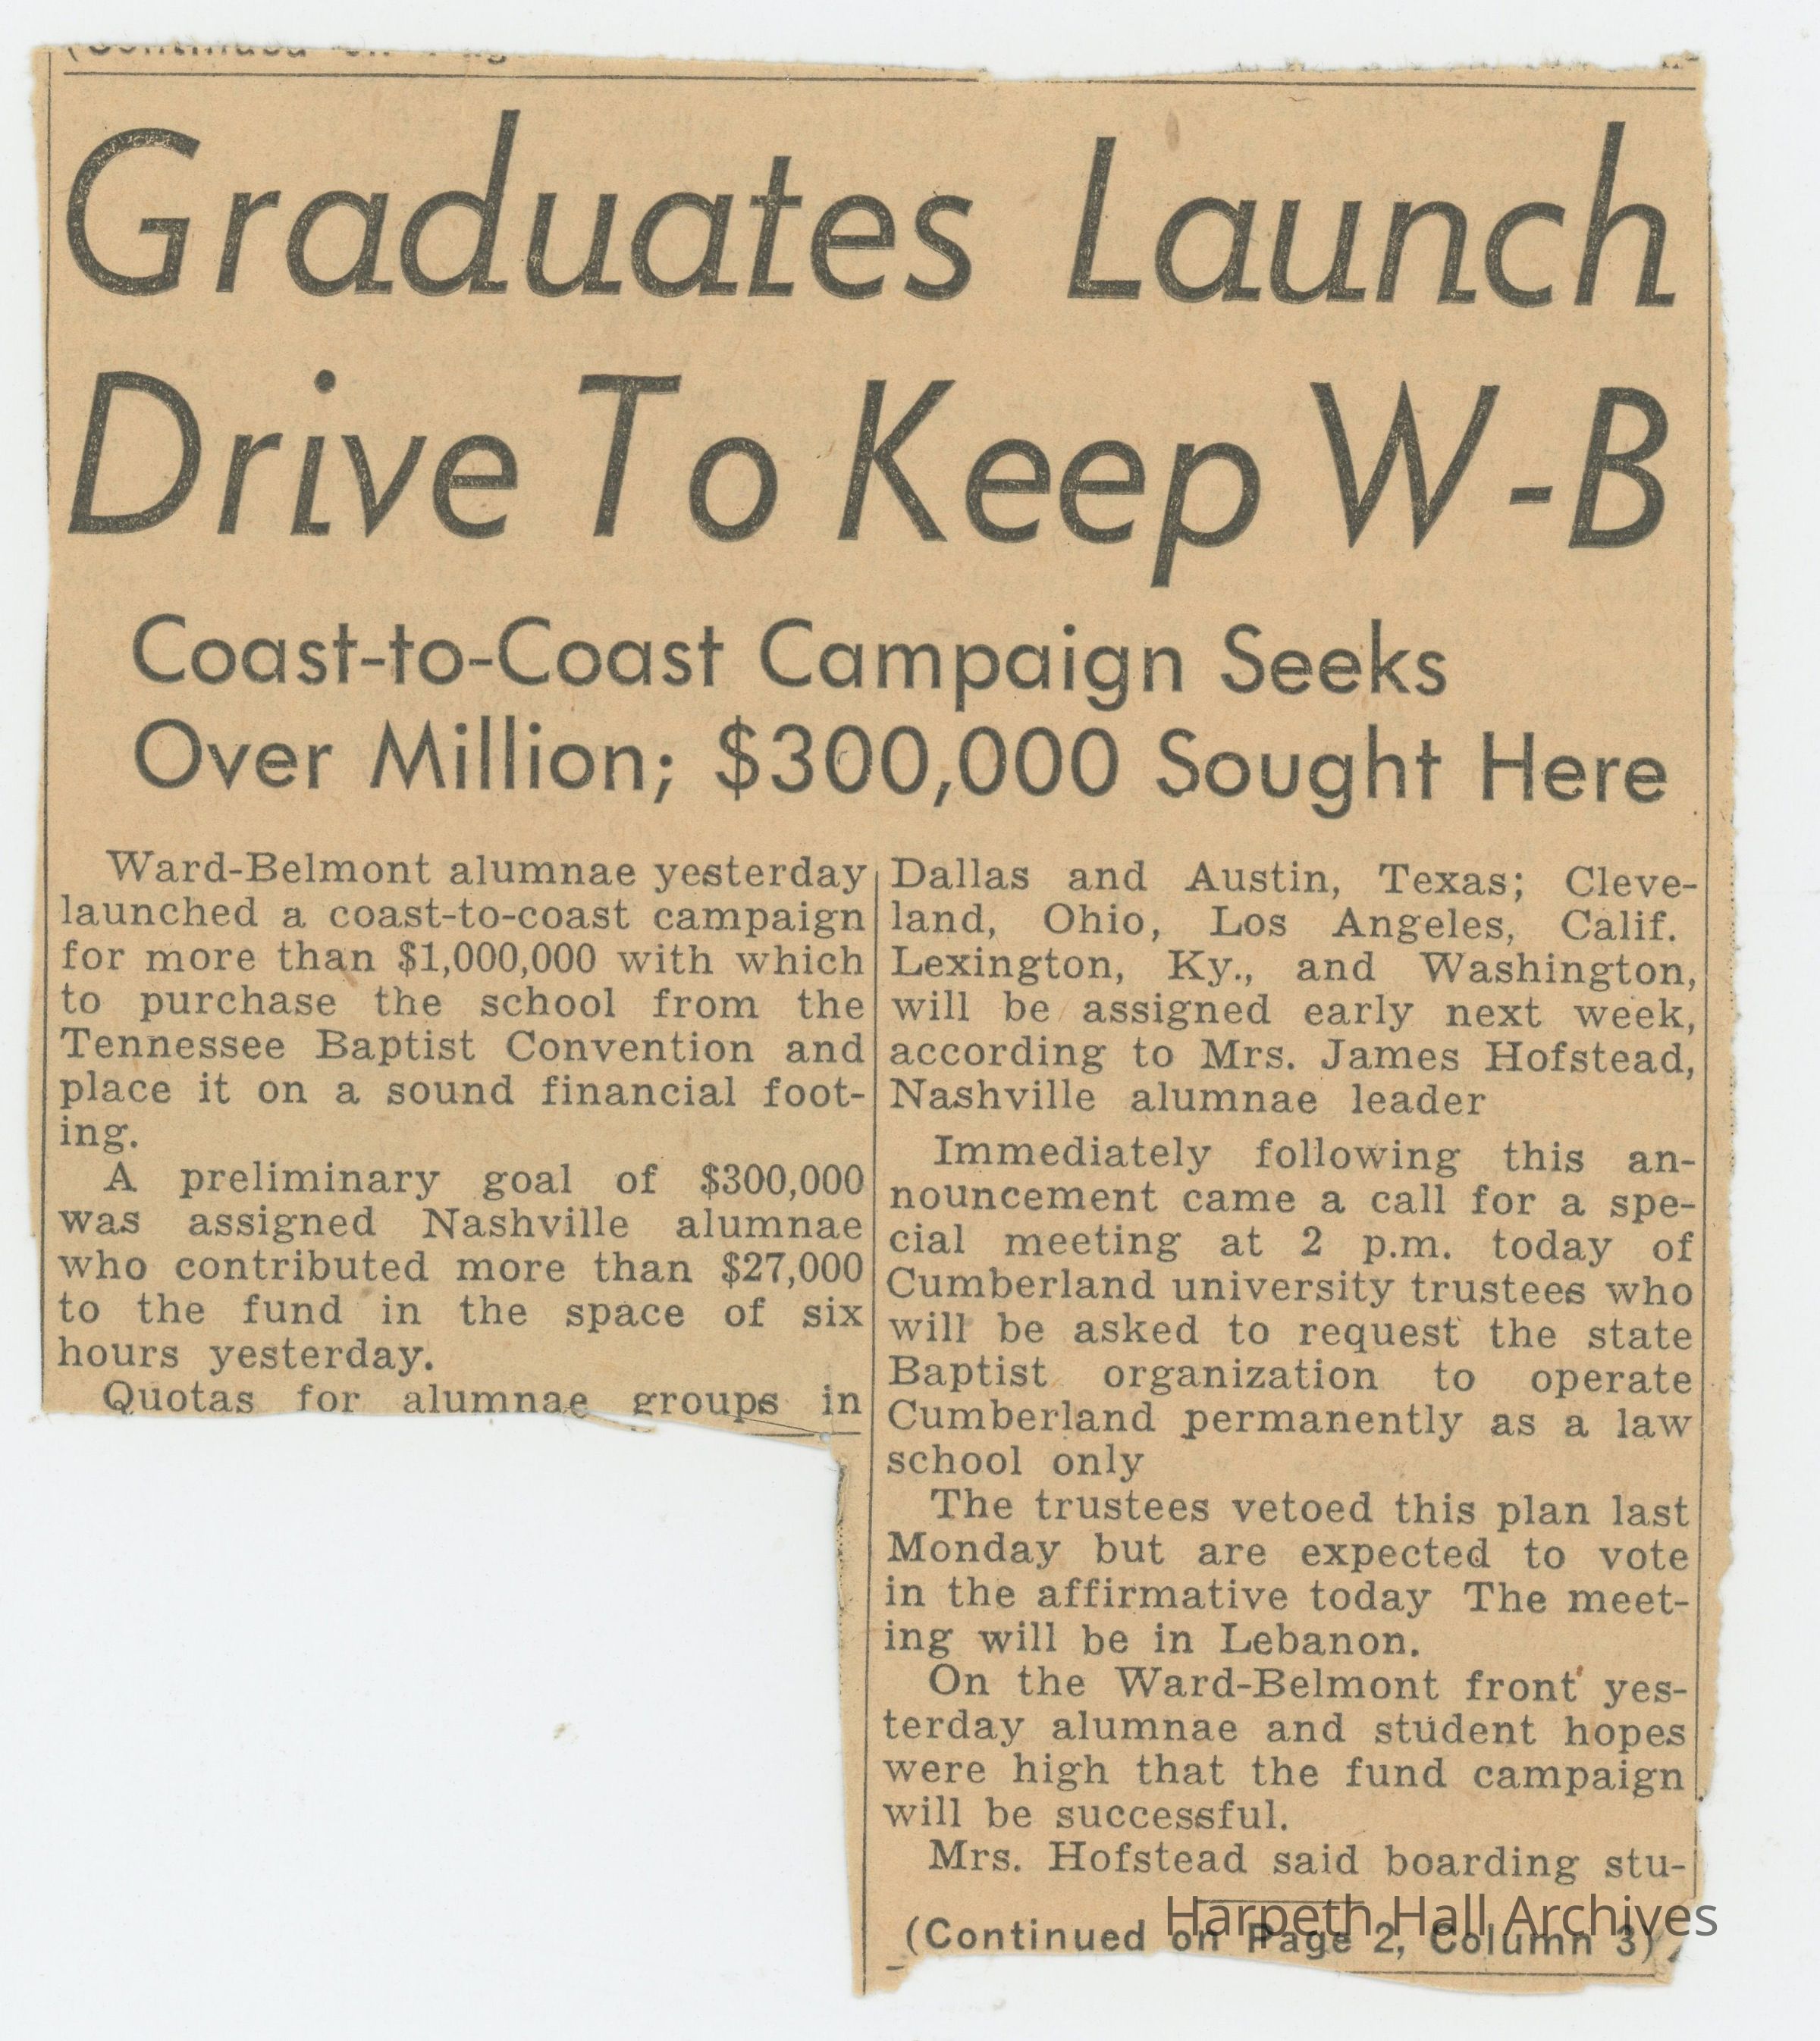 (Continued on Pag
Graduates Launch
Drive To Keep W-B
Coast-to-Coast Campaign Seeks
Over Million; $300,000 Sought Here
Ward-Belmont alumnae yesterday
launched a coast-to-coast campaign
for more than $1,000,000 with which
to purchase the school from the
Tennessee Baptist Convention and
place it on a sound financial foot-
ing.
A preliminary goal of $300,000
was assigned Nashville alumnae
who contributed more than $27,000
to the fund in the space of six
hours yesterday.
Quotas for alumnae groups in
Dallas and Austin, Texas; Cleve-
land, Ohio, Los Angeles, Calif.
Lexington, Ky., and Washington,
will be assigned early next week,
according to Mrs. James Hofstead,
Nashville alumnae leader
Immediately following this an-
nouncement came a call for a spe-
cial meeting at 2 p.m. today of
Cumberland university trustees who
will be asked to request the state
Baptist organization to operate
Cumberland permanently as a law
school only
The trustees vetoed this plan last
Monday but are expected to vote
in the affirmative today The meet-
ing will be in Lebanon.
On the Ward-Belmont front yes-
terday alumnae and student hopes
were high that the fund campaign
will be successful.
Mrs. Hofstead said boarding stu-
(Continued on Page 2, Column 3)
Harpeth Hall Archives